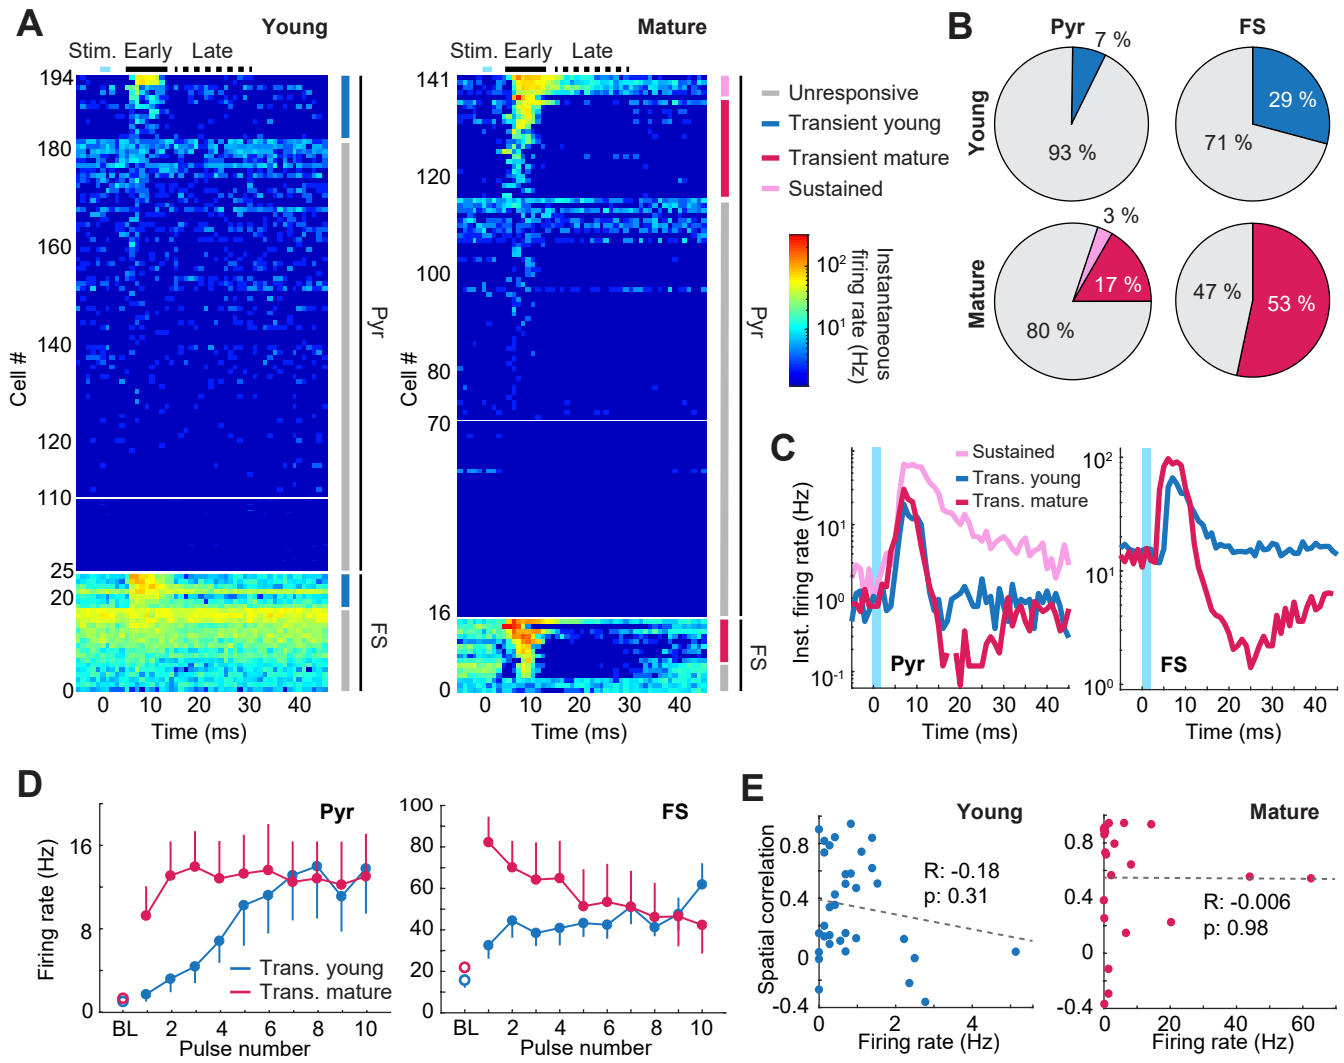 A
Young
Stim. Early Late
194
180
160
140
120
110
25
20
0
Cell #
Pyr
FS
0 10 20 30 40
Time (ms)
Mature
Stim. Early Late
141
120
100
80
70
16
0
Cell #
Pyr
FS
0 10 20 30 40
Time (ms)
Unresponsive
Transient young
Transient mature
Sustained
10²
10¹
Instantaneous
firing rate (Hz)
B
Pyr FS
Young
7 %
93 %
29 %
71 %
Mature
3 %
17 %
80 %
47 %
53 %
C
Sustained
Trans. young
Trans. mature
Inst. firing rate (Hz)
10¹
10⁰
10⁻¹
Pyr
0 10 20 30 40
Time (ms)
10²
10¹
10⁰
FS
0 10 20 30 40
Time (ms)
D
Pyr
Firing rate (Hz)
16
8
0
Trans. young
Trans. mature
BL 2 4 6 8 10
Pulse number
FS
100
80
60
40
20
0
BL 2 4 6 8 10
Pulse number
E
Young
Spatial correlation
0.8
0.4
0
-0.4
R: -0.18
p: 0.31
0 2 4
Firing rate (Hz)
Mature
0.8
0.4
0
-0.4
R: -0.006
p: 0.98
0 20 40 60
Firing rate (Hz)